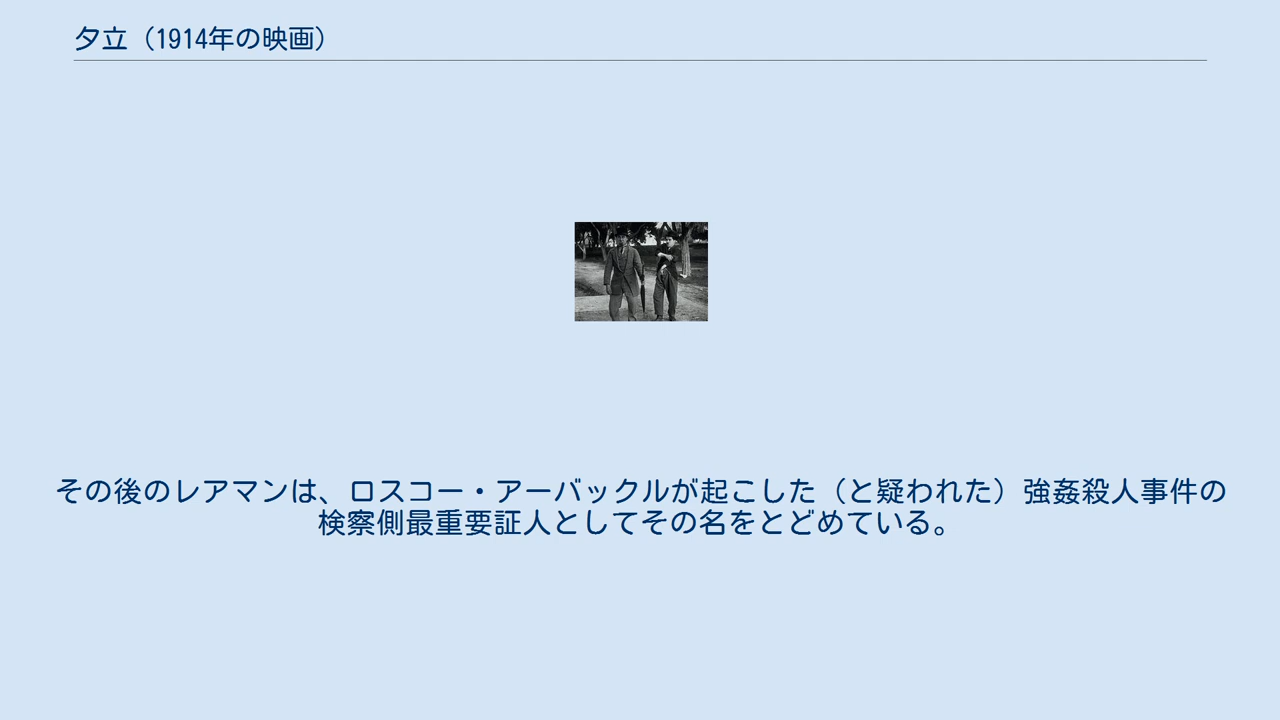 夕立（1914年の映画）
その後のレアマンは、ロスコー・アーバックルが起こした（と疑われた）強姦殺人事件の
検察側最重要証人としてその名をとどめている。